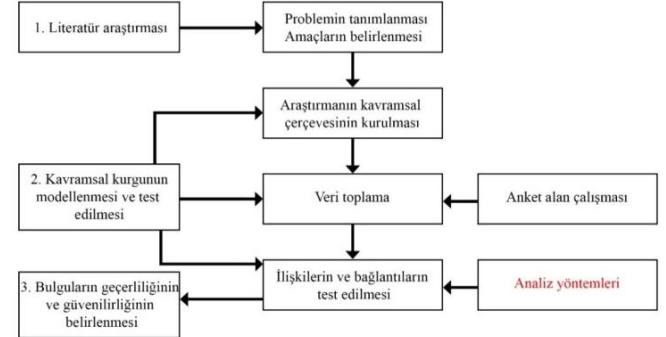 1. Literatür araştırması
Problemin tanımlanması
Amaçların belirlenmesi
Araştırmanın kavramsal
çerçevesinin kurulması
2. Kavramsal kurgunun
modellenmesi ve test
edilmesi
Veri toplama
Anket alan çalışması
İlişkilerin ve bağlantıların
test edilmesi
Analiz yöntemleri
3. Bulguların geçerliliğinin
ve güvenilirliğinin
belirlenmesi